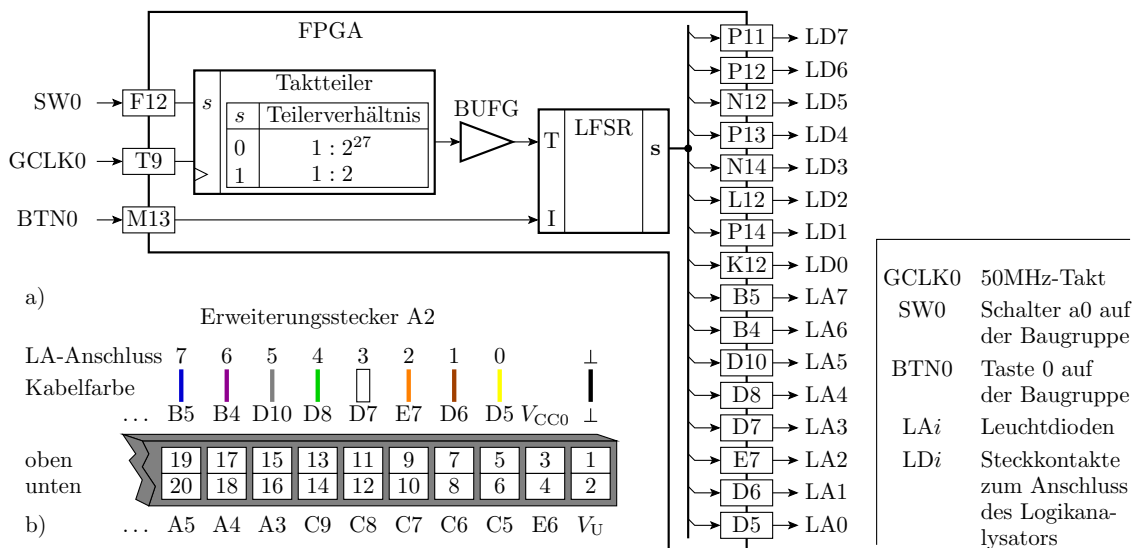 FPGA
SW0 F12 s Taktteiler
s Teilerverhältnis
0 1 : 2^27
1 1 : 2
GCLK0 T9
BUFG
T LFSR s
I
BTN0 M13
P11 LD7
P12 LD6
N12 LD5
P13 LD4
N14 LD3
L12 LD2
P14 LD1
K12 LD0
B5 LA7
B4 LA6
D10 LA5
D8 LA4
D7 LA3
E7 LA2
D6 LA1
D5 LA0
a)
Erweiterungsstecker A2
LA-Anschluss 7 6 5 4 3 2 1 0 ⊥
Kabelfarbe
... B5 B4 D10 D8 D7 E7 D6 D5 VCC0 ⊥
oben 19 17 15 13 11 9 7 5 3 1
unten 20 18 16 14 12 10 8 6 4 2
b) ... A5 A4 A3 C9 C8 C7 C6 C5 E6 VU
GCLK0 50MHz-Takt
SW0 Schalter a0 auf
der Baugruppe
BTN0 Taste 0 auf
der Baugruppe
LAi Leuchtdioden
LDi Steckkontakte
zum Anschluss
des Logikana-
lysators